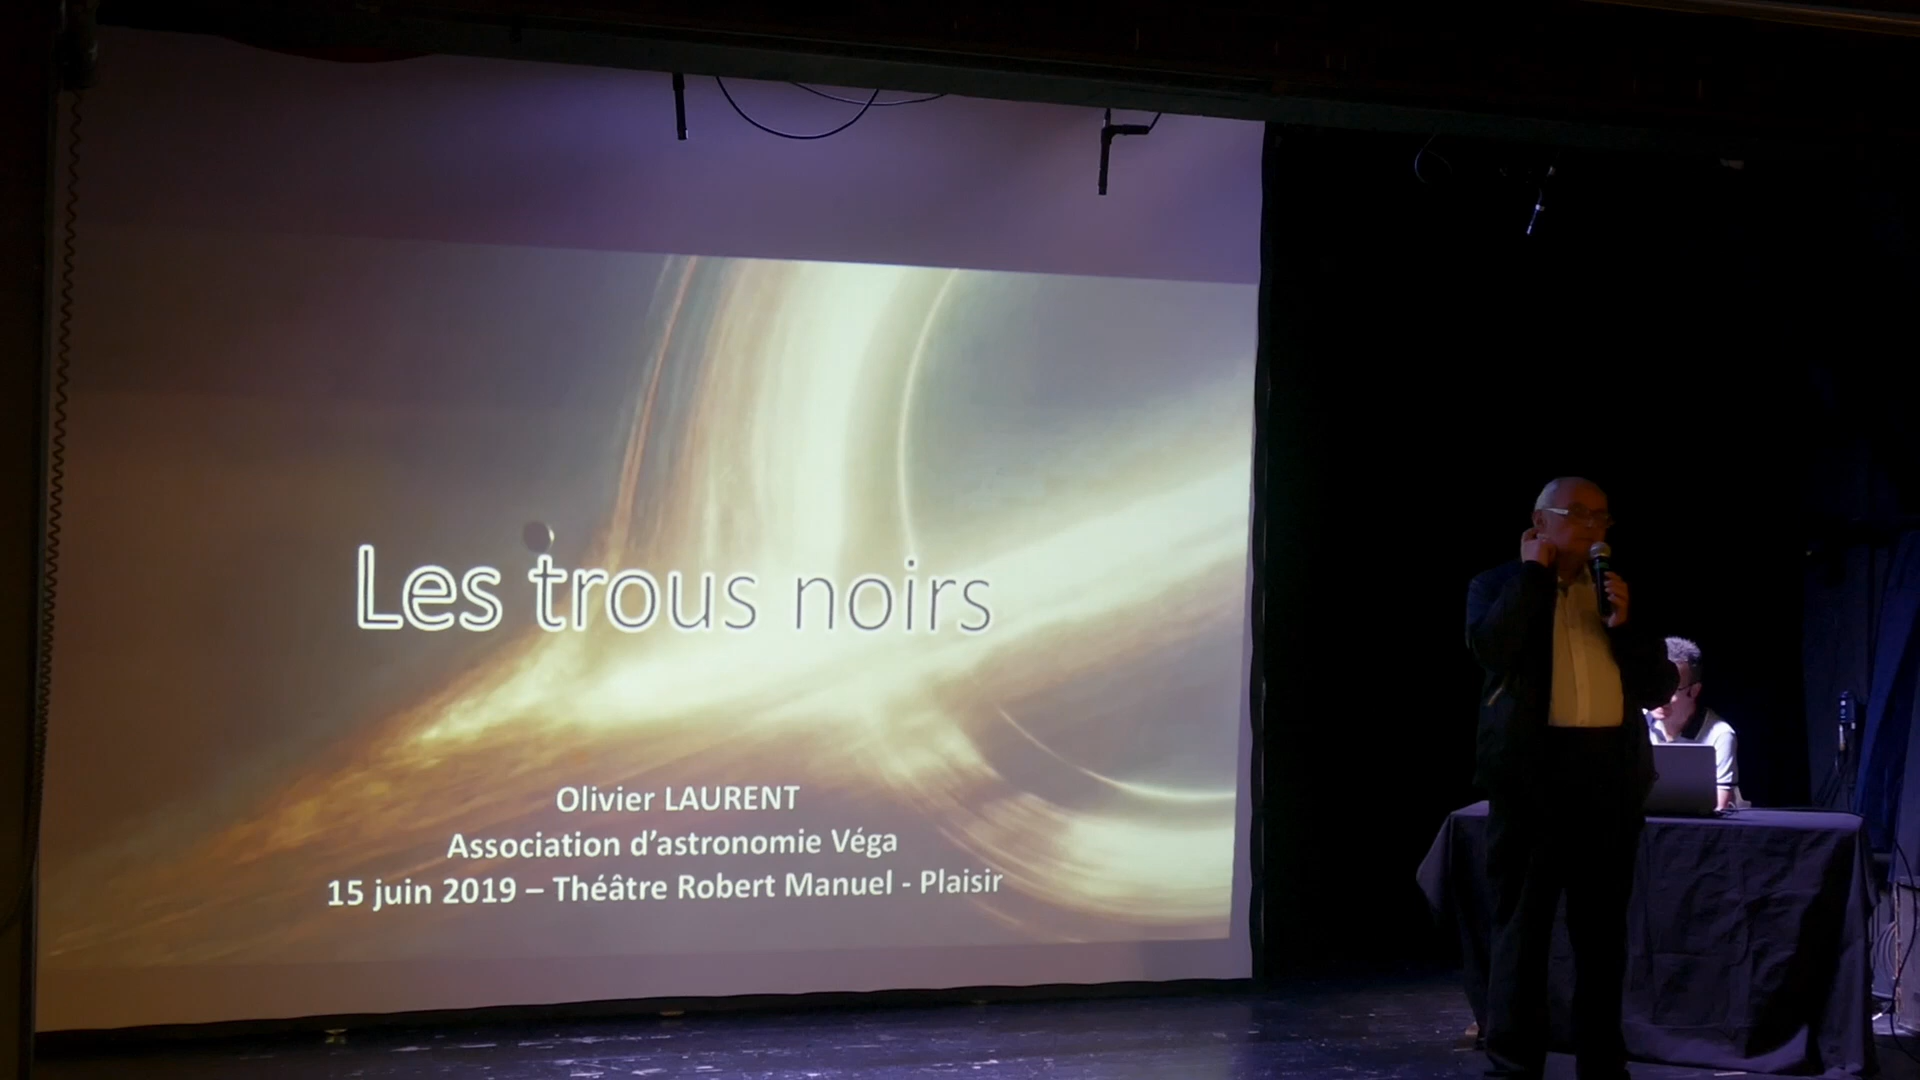 Les trous noirs
Olivier LAURENT
Association d'astronomie Véga
15 juin 2019 – Théâtre Robert Manuel - Plaisir